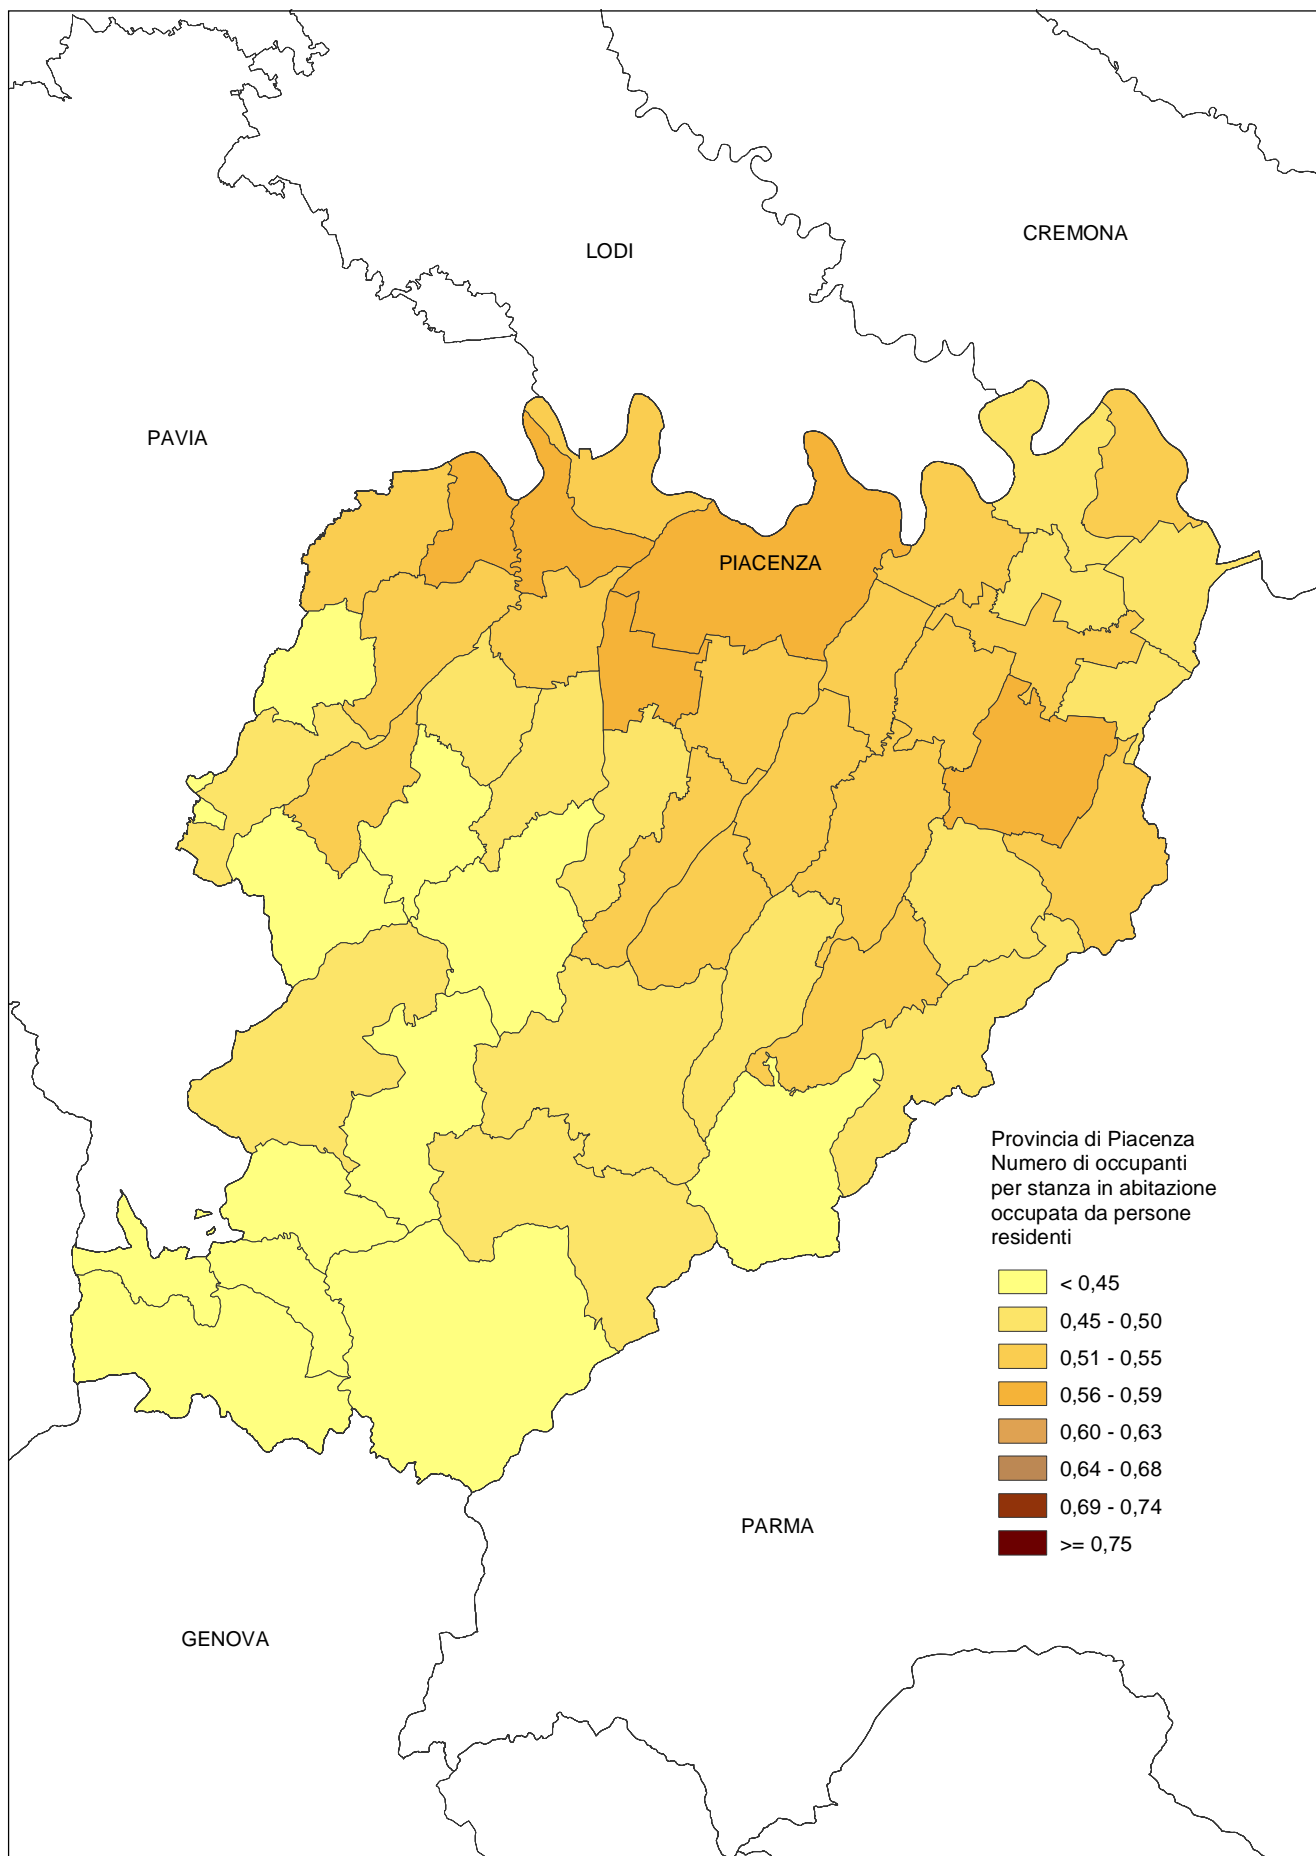 CREMONA
LODI
PAVIA
PIACENZA
Provincia di Piacenza
Numero di occupanti
per stanza in abitazione
occupata da persone
residenti
< 0,45
0,45 - 0,50
0,51 - 0,55
0,56 - 0,59
0,60 - 0,63
0,64 - 0,68
0,69 - 0,74
>= 0,75
PARMA
GENOVA